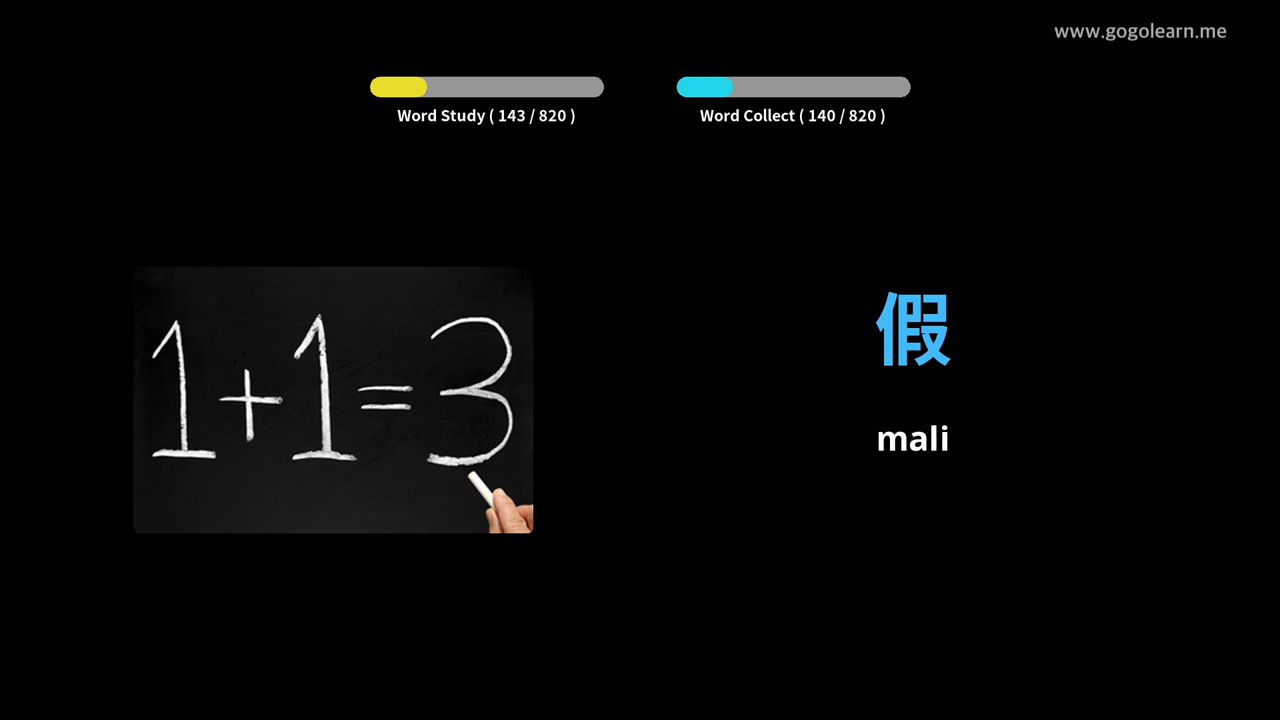 www.gogolearn.me
Word Study ( 143 / 820 )
Word Collect ( 140 / 820 )
1+1=3
假
mali